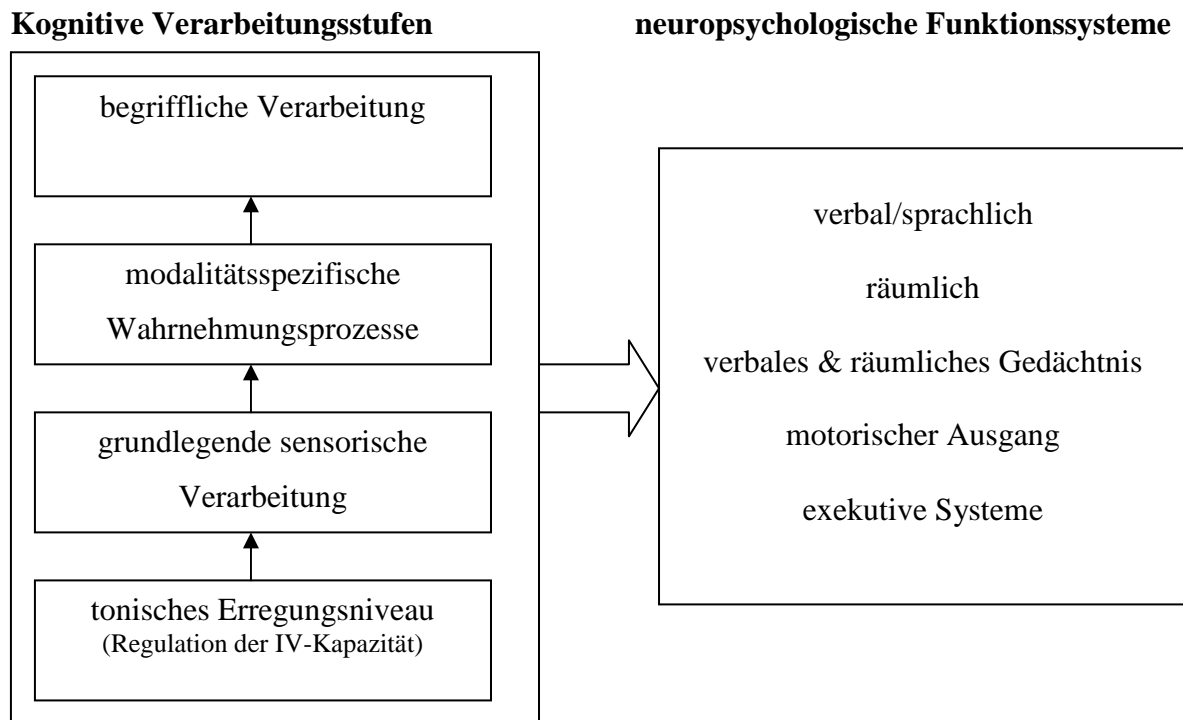 Kognitive Verarbeitungsstufen
neuropsychologische Funktionssysteme
begriffliche Verarbeitung
modalitätsspezifische
Wahrnehmungsprozesse
grundlegende sensorische
Verarbeitung
tonisches Erregungsniveau
(Regulation der IV-Kapazität)
verbal/sprachlich
räumlich
verbales & räumliches Gedächtnis
motorischer Ausgang
exekutive Systeme